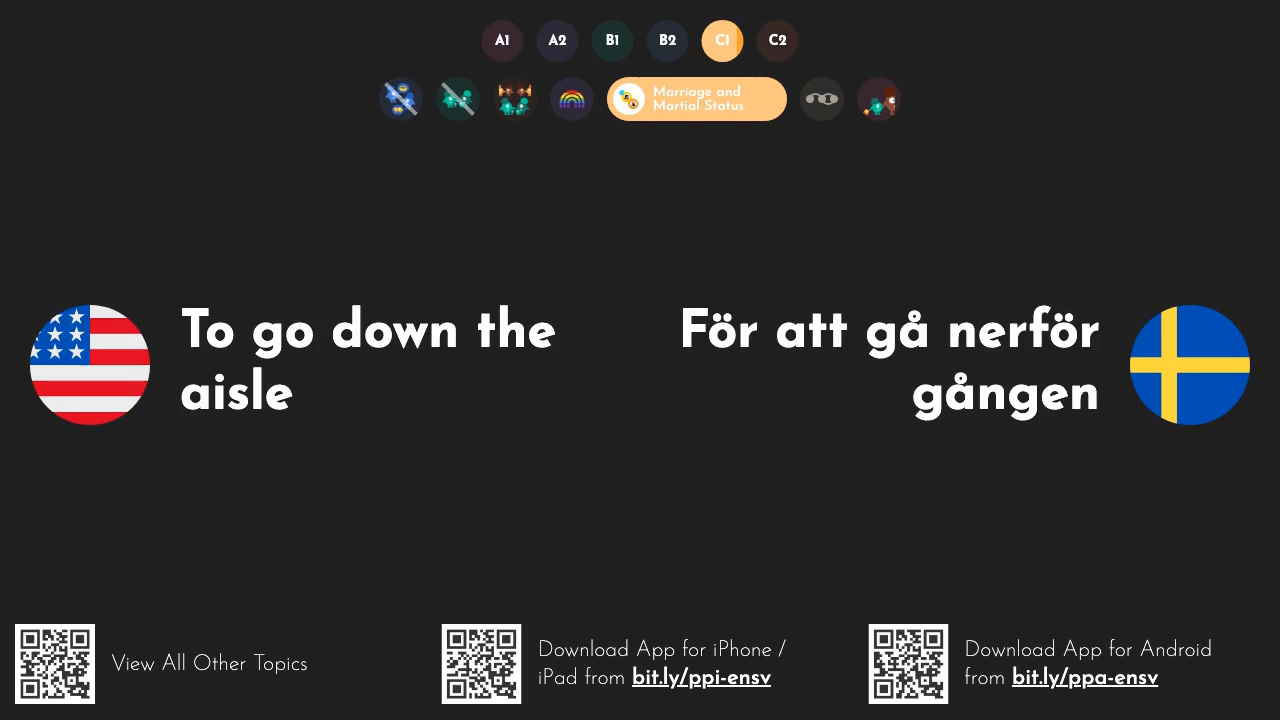 A1 A2 B1 B2 C1 C2
Marriage and
Martial Status
To go down the
aisle
För att gå nerför
gången
View All Other Topics
Download App for iPhone /
iPad from bit.ly/ppi-ensv
Download App for Android
from bit.ly/ppa-ensv